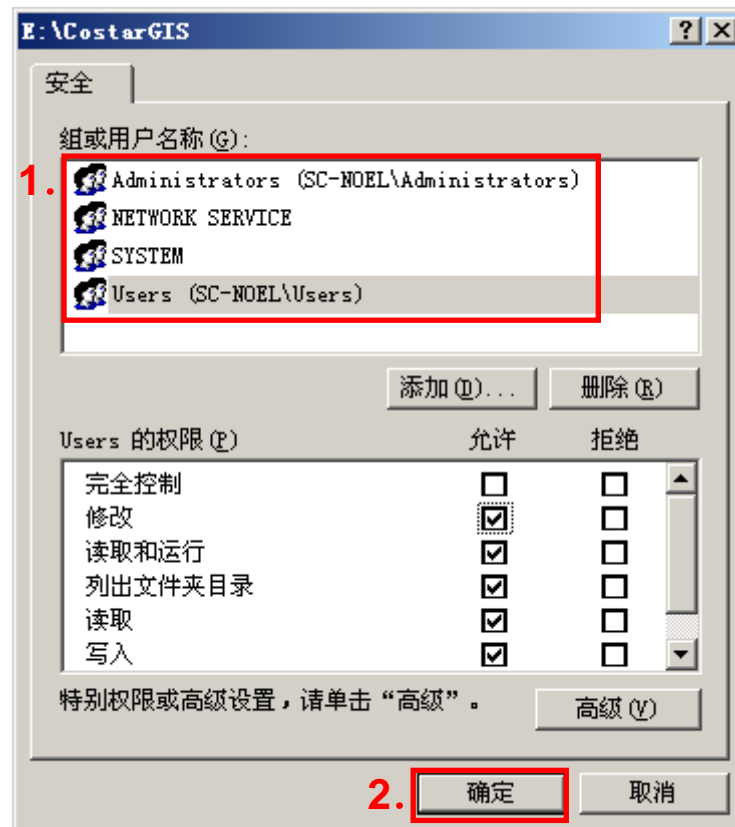 E:\CostarGIS
安全
组或用户名称(G):
1.
Administrators (SC-NOEL\Administrators)
NETWORK SERVICE
SYSTEM
Users (SC-NOEL\Users)
添加(D)... 删除(R)
Users 的权限(P) 允许 拒绝
完全控制
修改
读取和运行
列出文件夹目录
读取
写入
特别权限或高级设置,请单击“高级”。 高级(V)
2. 确定 取消